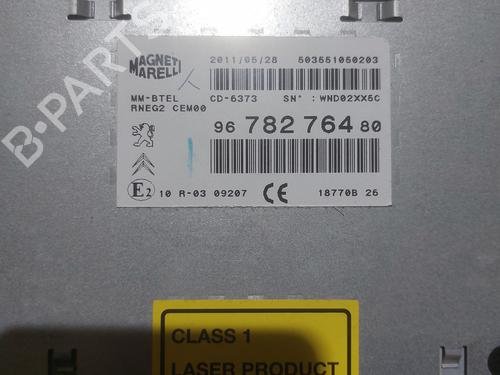 MAGNETI
MARELLI
2011/05/28 503551050203
MM-BTEL CD-6373 SN° : WND02XX5C
RNEG2 CEM00
96 782 764 80
E2 10 R-03 09207 CE 18770B 26
CLASS 1
LASER PRODUCT
B-PARTS